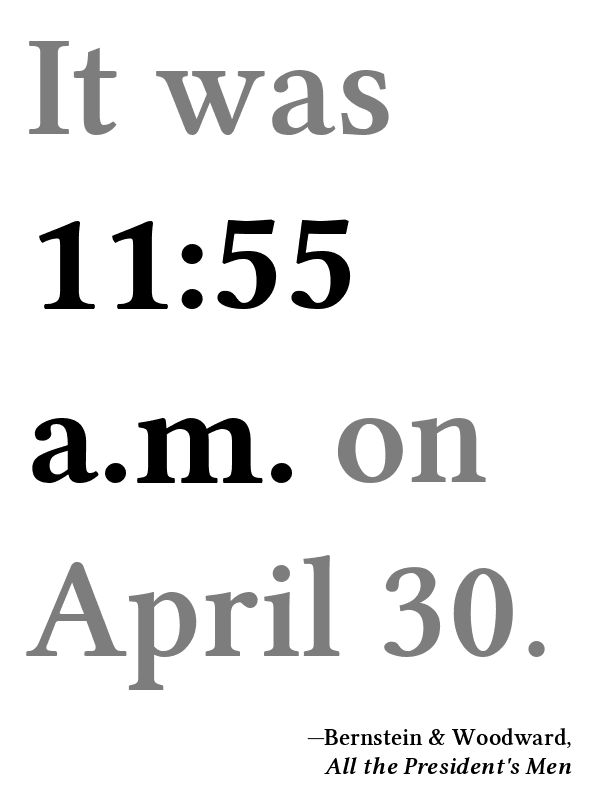 It was
11:55
a.m. on
April 30.
—Bernstein & Woodward,
All the President's Men